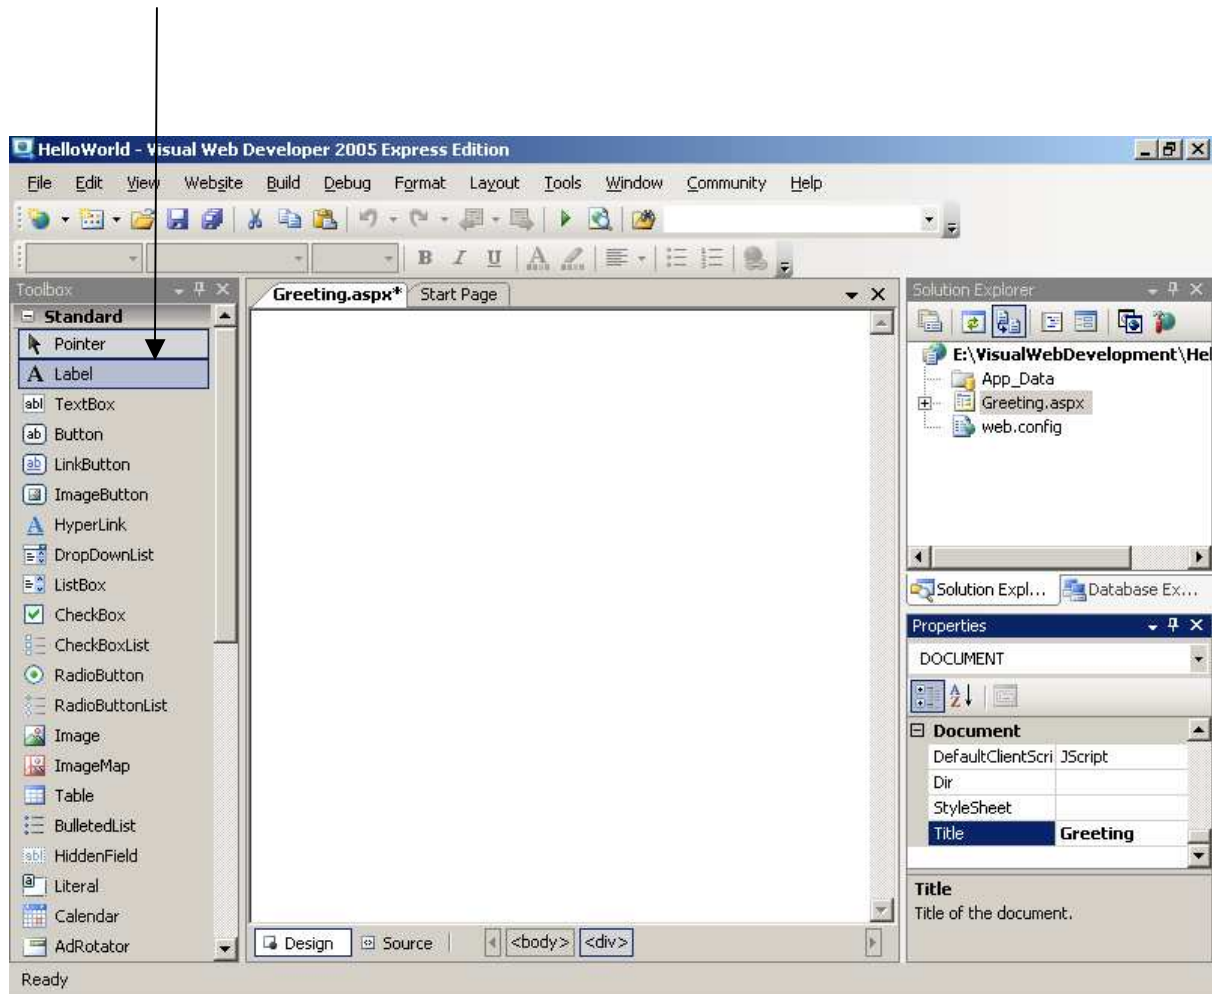 HelloWorld - Visual Web Developer 2005 Express Edition
File Edit View Website Build Debug Format Layout Tools Window Community Help
B I U A
Toolbox
Standard
Pointer
A Label
abl TextBox
ab Button
ab LinkButton
ImageButton
A HyperLink
DropDownList
ListBox
CheckBox
CheckBoxList
RadioButton
RadioButtonList
Image
ImageMap
Table
BulletedList
abl HiddenField
a Literal
Calendar
AdRotator
Greeting.aspx* Start Page
Design Source <body> <div>
Solution Explorer
E:\VisualWebDevelopment\Hel
App_Data
Greeting.aspx
web.config
Solution Expl... Database Ex...
Properties
DOCUMENT
A
Z
Document
DefaultClientScri JScript
Dir
StyleSheet
Title Greeting
Title
Title of the document.
Ready